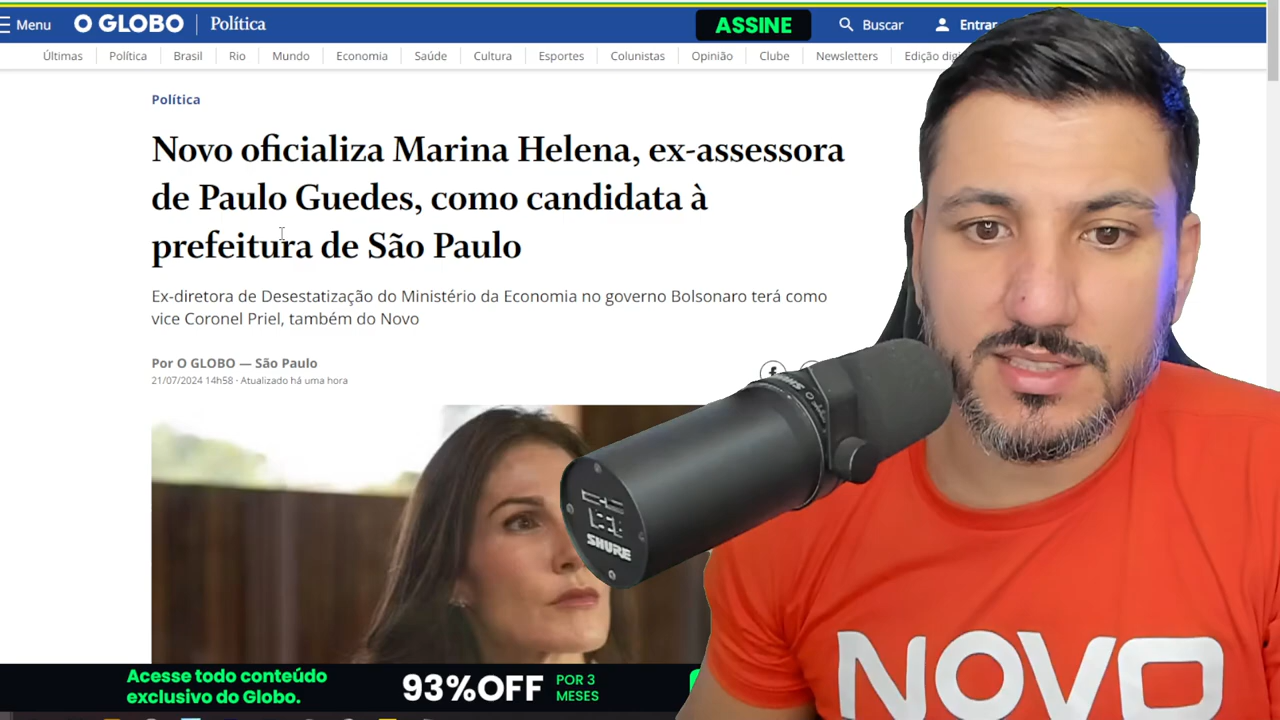 Menu
O GLOBO
Política
ASSINE
Buscar
Entrar
Últimas
Política
Brasil
Rio
Mundo
Economia
Saúde
Cultura
Esportes
Colunistas
Opinião
Clube
Newsletters
Edição
Política
Novo oficializa Marina Helena, ex-assessora
de Paulo Guedes, como candidata à
prefeitura de São Paulo
Ex-diretora de Desestatização do Ministério da Economia no governo Bolsonaro terá como
vice Coronel Priel, também do Novo
Por O GLOBO — São Paulo
21/07/2024 14h58 · Atualizado há uma hora
SHURE
NOVO
Acesse todo conteúdo
exclusivo do Globo.
93%OFF
POR 3
MESES